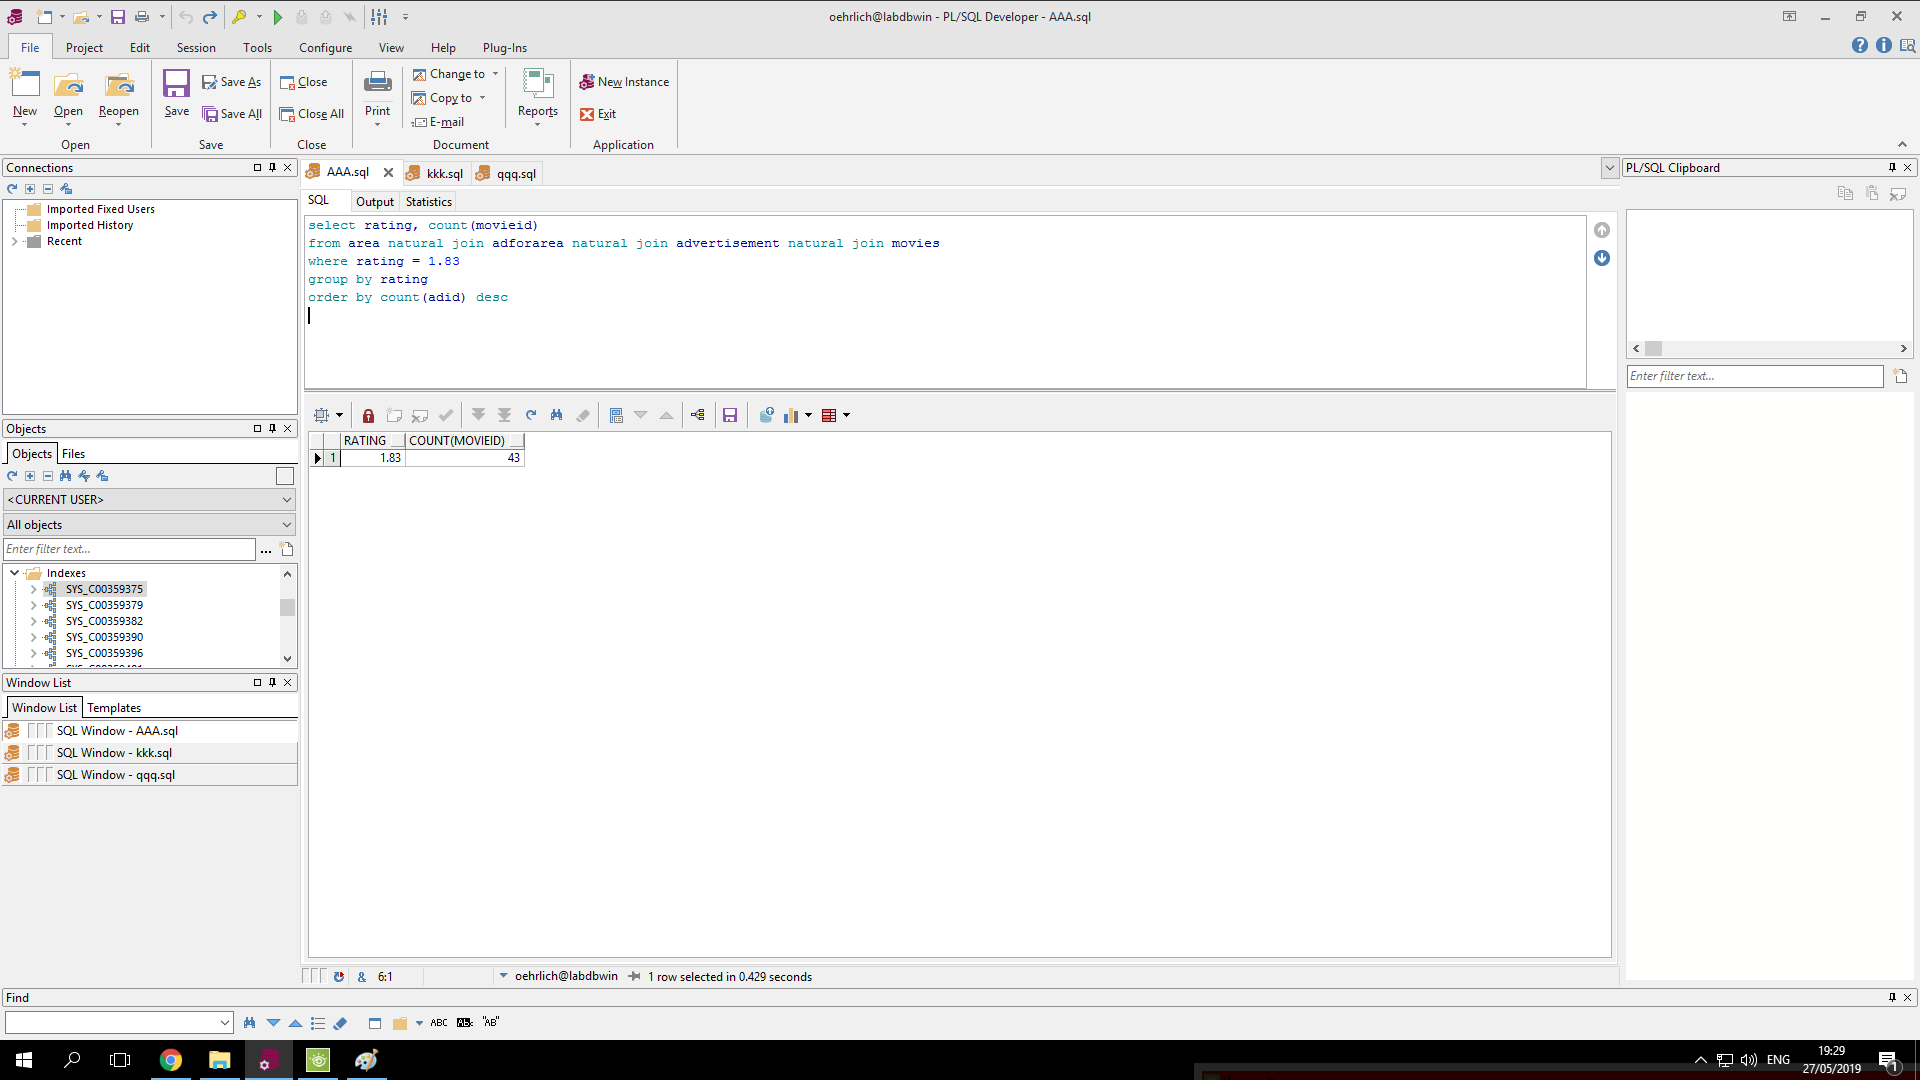 oehrlich@labdbwin - PL/SQL Developer - AAA.sql
File Project Edit Session Tools Configure View Help Plug-Ins
New Open Reopen Save Save As Save All Close Close All Print Change to Copy to E-mail Reports New Instance Exit
Open Save Close Document Application
Connections
Imported Fixed Users
Imported History
Recent
AAA.sql kkk.sql qqq.sql
SQL Output Statistics
select rating, count(movieid)
from area natural join adforarea natural join advertisement natural join movies
where rating = 1.83
group by rating
order by count(adid) desc
RATING COUNT(MOVIEID)
1 1.83 43
6:1 oehrlich@labdbwin 1 row selected in 0.429 seconds
PL/SQL Clipboard
Enter filter text...
Objects
Objects Files
<CURRENT USER>
All objects
Enter filter text...
Indexes
SYS_C00359375
SYS_C00359379
SYS_C00359382
SYS_C00359390
SYS_C00359396
Window List
Window List Templates
SQL Window - AAA.sql
SQL Window - kkk.sql
SQL Window - qqq.sql
Find
ABC "AB"
ENG
19:29
27/05/2019
1